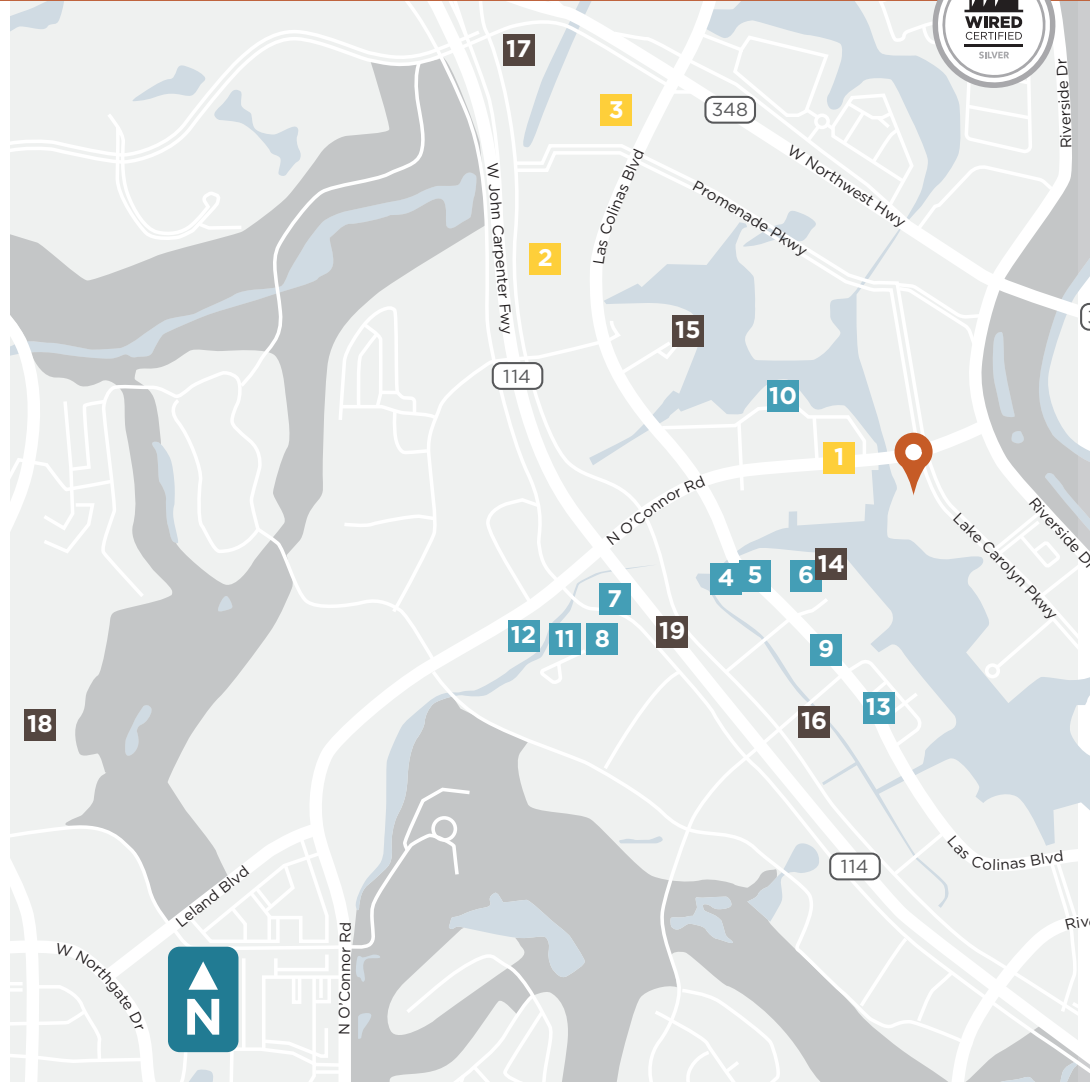 WIRED
CERTIFIED
SILVER
17
3
348
Riverside Dr
W Northwest Hwy
Las Colinas Blvd
W John Carpenter Fwy
Promenade Pkwy
2
15
114
10
1
N O'Connor Rd
Riverside Dr
Lake Carolyn Pkwy
4
5
6
14
7
12
11
8
19
9
18
16
13
114
Las Colinas Blvd
Leland Blvd
N O'Connor Rd
W Northgate Dr
N